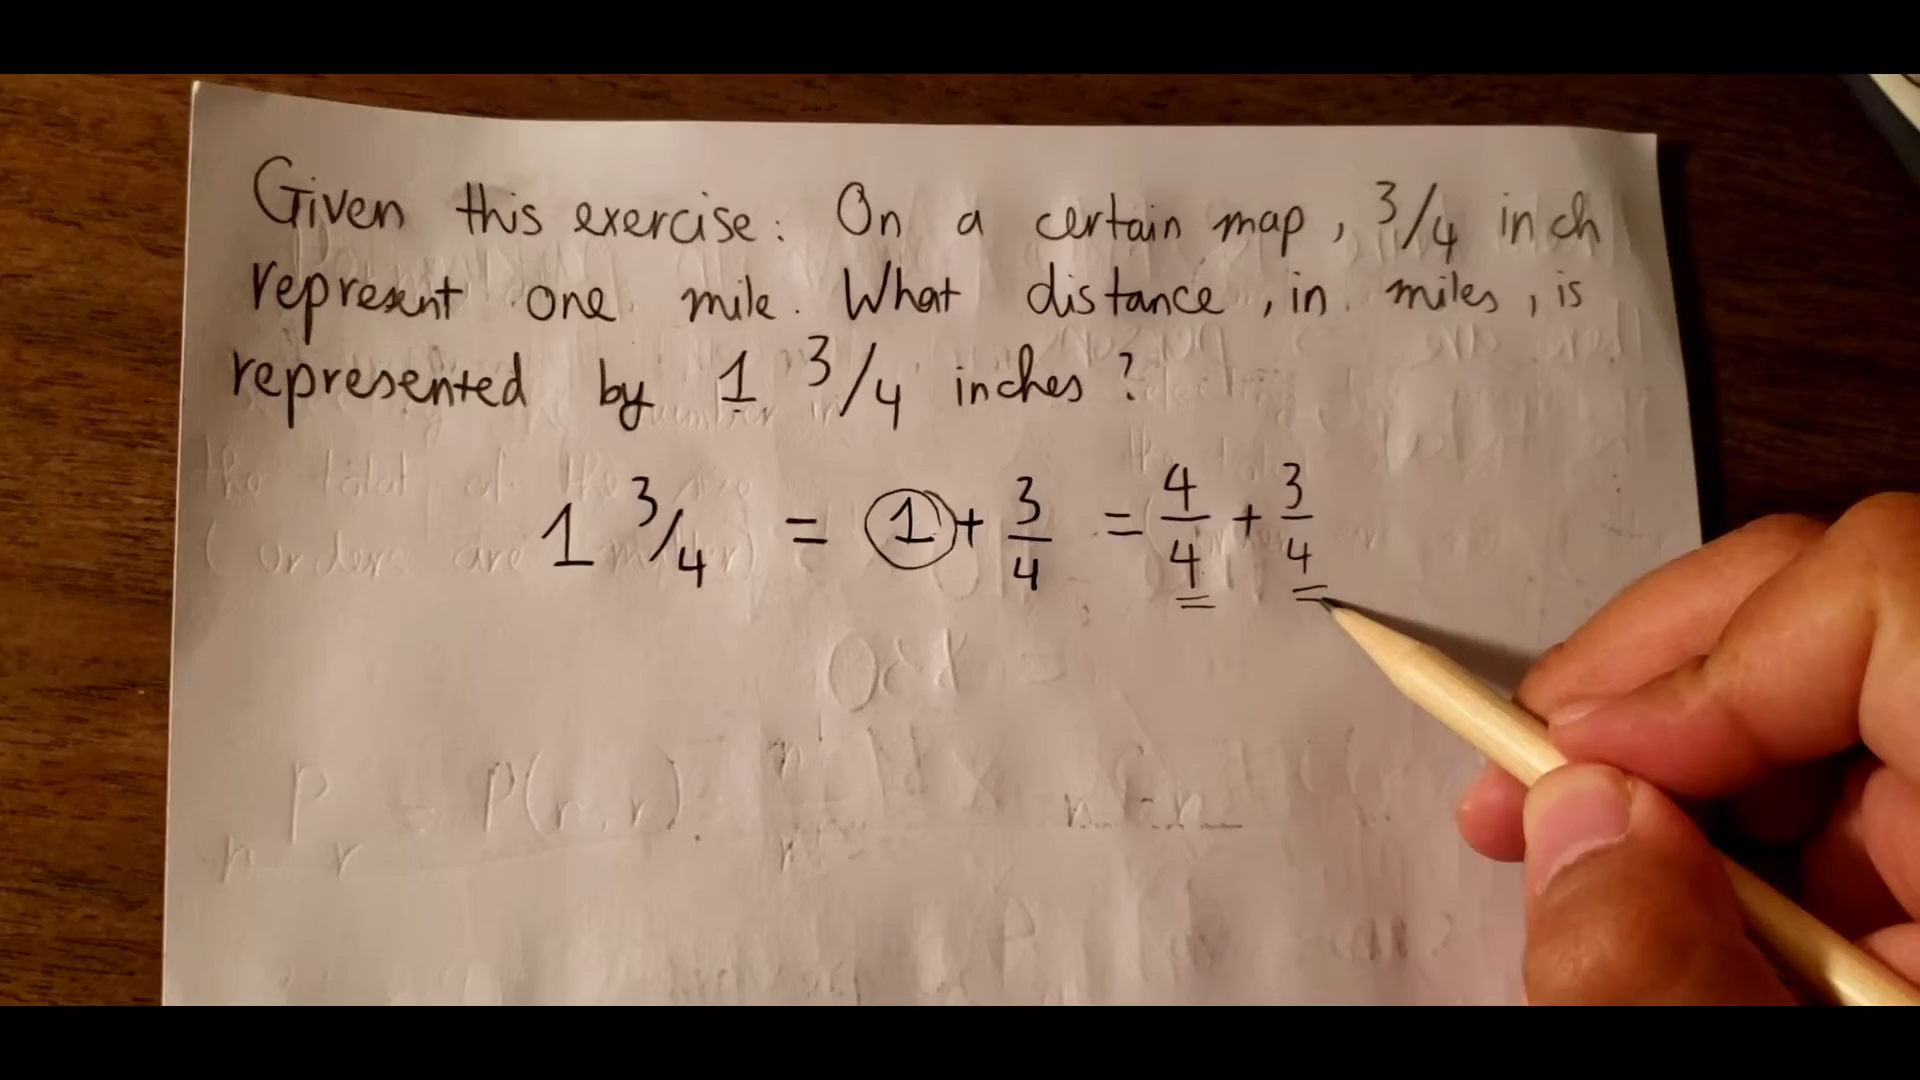 Given this exercise: On a certain map, 3/4 inch
represent one mile. What distance, in miles, is
represented by 1 3/4 inches?
1 3/4 = 1 + 3/4 = 4/4 + 3/4